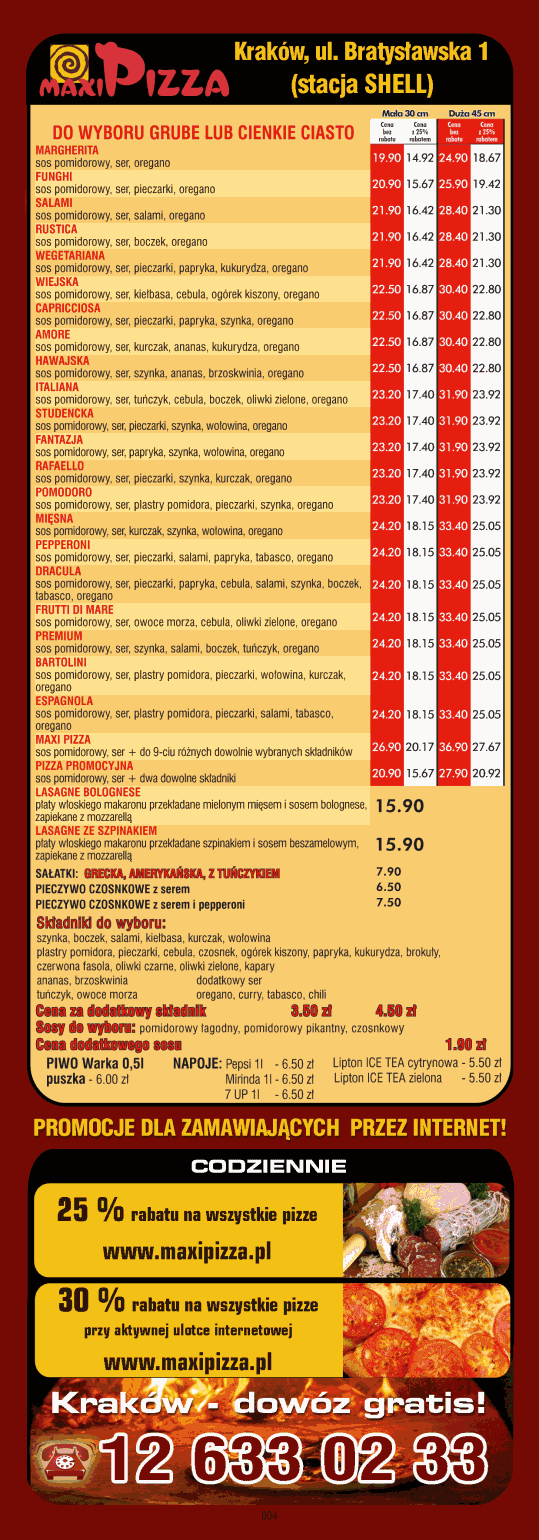 MAXIPIZZA
Kraków, ul. Bratysławska 1
(stacja SHELL)
Mała 30 cm Duża 45 cm
DO WYBORU GRUBE LUB CIENKIE CIASTO
Cena bez rabatu Cena z 25% rabatem Cena bez rabatu Cena z 25% rabatem
MARGHERITA
sos pomidorowy, ser, oregano 19.90 14.92 24.90 18.67
FUNGHI
sos pomidorowy, ser, pieczarki, oregano 20.90 15.67 25.90 19.42
SALAMI
sos pomidorowy, ser, salami, oregano 21.90 16.42 28.40 21.30
RUSTICA
sos pomidorowy, ser, boczek, oregano 21.90 16.42 28.40 21.30
WEGETARIANA
sos pomidorowy, ser, pieczarki, papryka, kukurydza, oregano 21.90 16.42 28.40 21.30
WIEJSKA
sos pomidorowy, ser, kiełbasa, cebula, ogórek kiszony, oregano 22.50 16.87 30.40 22.80
CAPRICCIOSA
sos pomidorowy, ser, pieczarki, papryka, szynka, oregano 22.50 16.87 30.40 22.80
AMORE
sos pomidorowy, ser, kurczak, ananas, kukurydza, oregano 22.50 16.87 30.40 22.80
HAWAJSKA
sos pomidorowy, ser, szynka, ananas, brzoskwinia, oregano 22.50 16.87 30.40 22.80
ITALIANA
sos pomidorowy, ser, tuńczyk, cebula, boczek, oliwki zielone, oregano 23.20 17.40 31.90 23.92
STUDENCKA
sos pomidorowy, ser, pieczarki, szynka, wołowina, oregano 23.20 17.40 31.90 23.92
FANTAZJA
sos pomidorowy, ser, papryka, szynka, wołowina, oregano 23.20 17.40 31.90 23.92
RAFAELLO
sos pomidorowy, ser, pieczarki, szynka, kurczak, oregano 23.20 17.40 31.90 23.92
POMODORO
sos pomidorowy, ser, plastry pomidora, pieczarki, szynka, oregano 23.20 17.40 31.90 23.92
MIĘSNA
sos pomidorowy, ser, kurczak, szynka, wołowina, oregano 24.20 18.15 33.40 25.05
PEPPERONI
sos pomidorowy, ser, pieczarki, salami, papryka, tabasco, oregano 24.20 18.15 33.40 25.05
DRACULA
sos pomidorowy, ser, pieczarki, papryka, cebula, salami, szynka, boczek, 24.20 18.15 33.40 25.05
tabasco, oregano
FRUTTI DI MARE
sos pomidorowy, ser, owoce morza, cebula, oliwki zielone, oregano 24.20 18.15 33.40 25.05
PREMIUM
sos pomidorowy, ser, szynka, salami, boczek, tuńczyk, oregano 24.20 18.15 33.40 25.05
BARTOLINI
sos pomidorowy, ser, plastry pomidora, pieczarki, wołowina, kurczak, 24.20 18.15 33.40 25.05
oregano
ESPAGNOLA
sos pomidorowy, ser, plastry pomidora, pieczarki, salami, tabasco, 24.20 18.15 33.40 25.05
oregano
MAXI PIZZA
sos pomidorowy, ser + do 9-ciu różnych dowolnie wybranych składników 26.90 20.17 36.90 27.67
PIZZA PROMOCYJNA
sos pomidorowy, ser + dwa dowolne składniki 20.90 15.67 27.90 20.92
LASAGNE BOLOGNESE
płaty włoskiego makaronu przekładane mielonym mięsem i sosem bolognese, 15.90
zapiekane z mozzarellą
LASAGNE ZE SZPINAKIEM
płaty włoskiego makaronu przekładane szpinakiem i sosem beszamelowym, 15.90
zapiekane z mozzarellą
SAŁATKI: GRECKA, AMERYKAŃSKA, Z TUŃCZYKIEM 7.90
PIECZYWO CZOSNKOWE z serem 6.50
PIECZYWO CZOSNKOWE z serem i pepperoni 7.50
Składniki do wyboru:
szynka, boczek, salami, kiełbasa, kurczak, wołowina
plastry pomidora, pieczarki, cebula, czosnek, ogórek kiszony, papryka, kukurydza, brokuły,
czerwona fasola, oliwki czarne, oliwki zielone, kapary
ananas, brzoskwinia dodatkowy ser
tuńczyk, owoce morza oregano, curry, tabasco, chili
Cena za dodatkowy składnik 3.50 zł 4.50 zł
Sosy do wyboru: pomidorowy łagodny, pomidorowy pikantny, czosnkowy
Cena dodatkowego sosu 1.90 zł
PIWO Warka 0,5l NAPOJE: Pepsi 1l - 6.50 zł Lipton ICE TEA cytrynowa - 5.50 zł
puszka - 6.00 zł Mirinda 1l - 6.50 zł Lipton ICE TEA zielona - 5.50 zł
7 UP 1l - 6.50 zł
PROMOCJE DLA ZAMAWIAJĄCYCH PRZEZ INTERNET!
CODZIENNIE
25 % rabatu na wszystkie pizze
www.maxipizza.pl
30 % rabatu na wszystkie pizze
przy aktywnej ulotce internetowej
www.maxipizza.pl
Kraków - dowóz gratis!
12 633 02 33
004